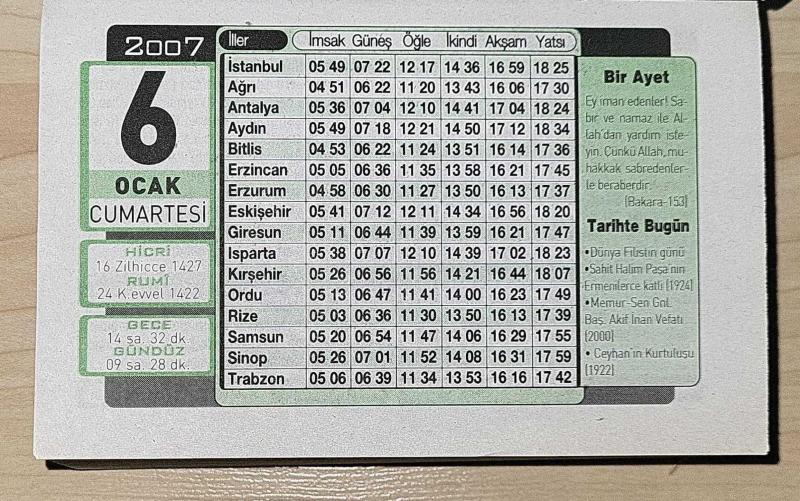 2007
6
OCAK
CUMARTESİ
HİCRİ
16 Zilhicce 1427
RUMİ
24 K.evvel 1422
GECE
14 sa. 32 dk.
GÜNDÜZ
09 sa. 28 dk.
İller İmsak Güneş Öğle İkindi Akşam Yatsı
İstanbul 05 49 07 22 12 17 14 36 16 59 18 25
Ağrı 04 51 06 22 11 20 13 43 16 06 17 30
Antalya 05 36 07 04 12 10 14 41 17 04 18 24
Aydın 05 49 07 18 12 21 14 50 17 12 18 34
Bitlis 04 53 06 22 11 24 13 51 16 14 17 36
Erzincan 05 05 06 36 11 35 13 58 16 21 17 45
Erzurum 04 58 06 30 11 27 13 50 16 13 17 37
Eskişehir 05 41 07 12 12 11 14 34 16 56 18 20
Giresun 05 11 06 44 11 39 13 59 16 21 17 47
Isparta 05 38 07 07 12 10 14 39 17 02 18 23
Kırşehir 05 26 06 56 11 56 14 21 16 44 18 07
Ordu 05 13 06 47 11 41 14 00 16 23 17 49
Rize 05 03 06 36 11 30 13 50 16 13 17 39
Samsun 05 20 06 54 11 47 14 06 16 29 17 55
Sinop 05 26 07 01 11 52 14 08 16 31 17 59
Trabzon 05 06 06 39 11 34 13 53 16 16 17 42
Bir Ayet
Ey iman edenler! Sa-
bır ve namaz ile Al-
lah'dan yardım iste-
yin. Çünkü Allah, mu-
hakkak sabredenler-
le beraberdir.
(Bakara-153)
Tarihte Bugün
•Dünya Filistin günü
•Sahit Halim Paşa'nın
Ermenilerce katli (1924)
•Memur-Sen Gnl.
Baş. Akif İnan Vefatı
(2000)
• Ceyhan'ın Kurtuluşu
(1922)